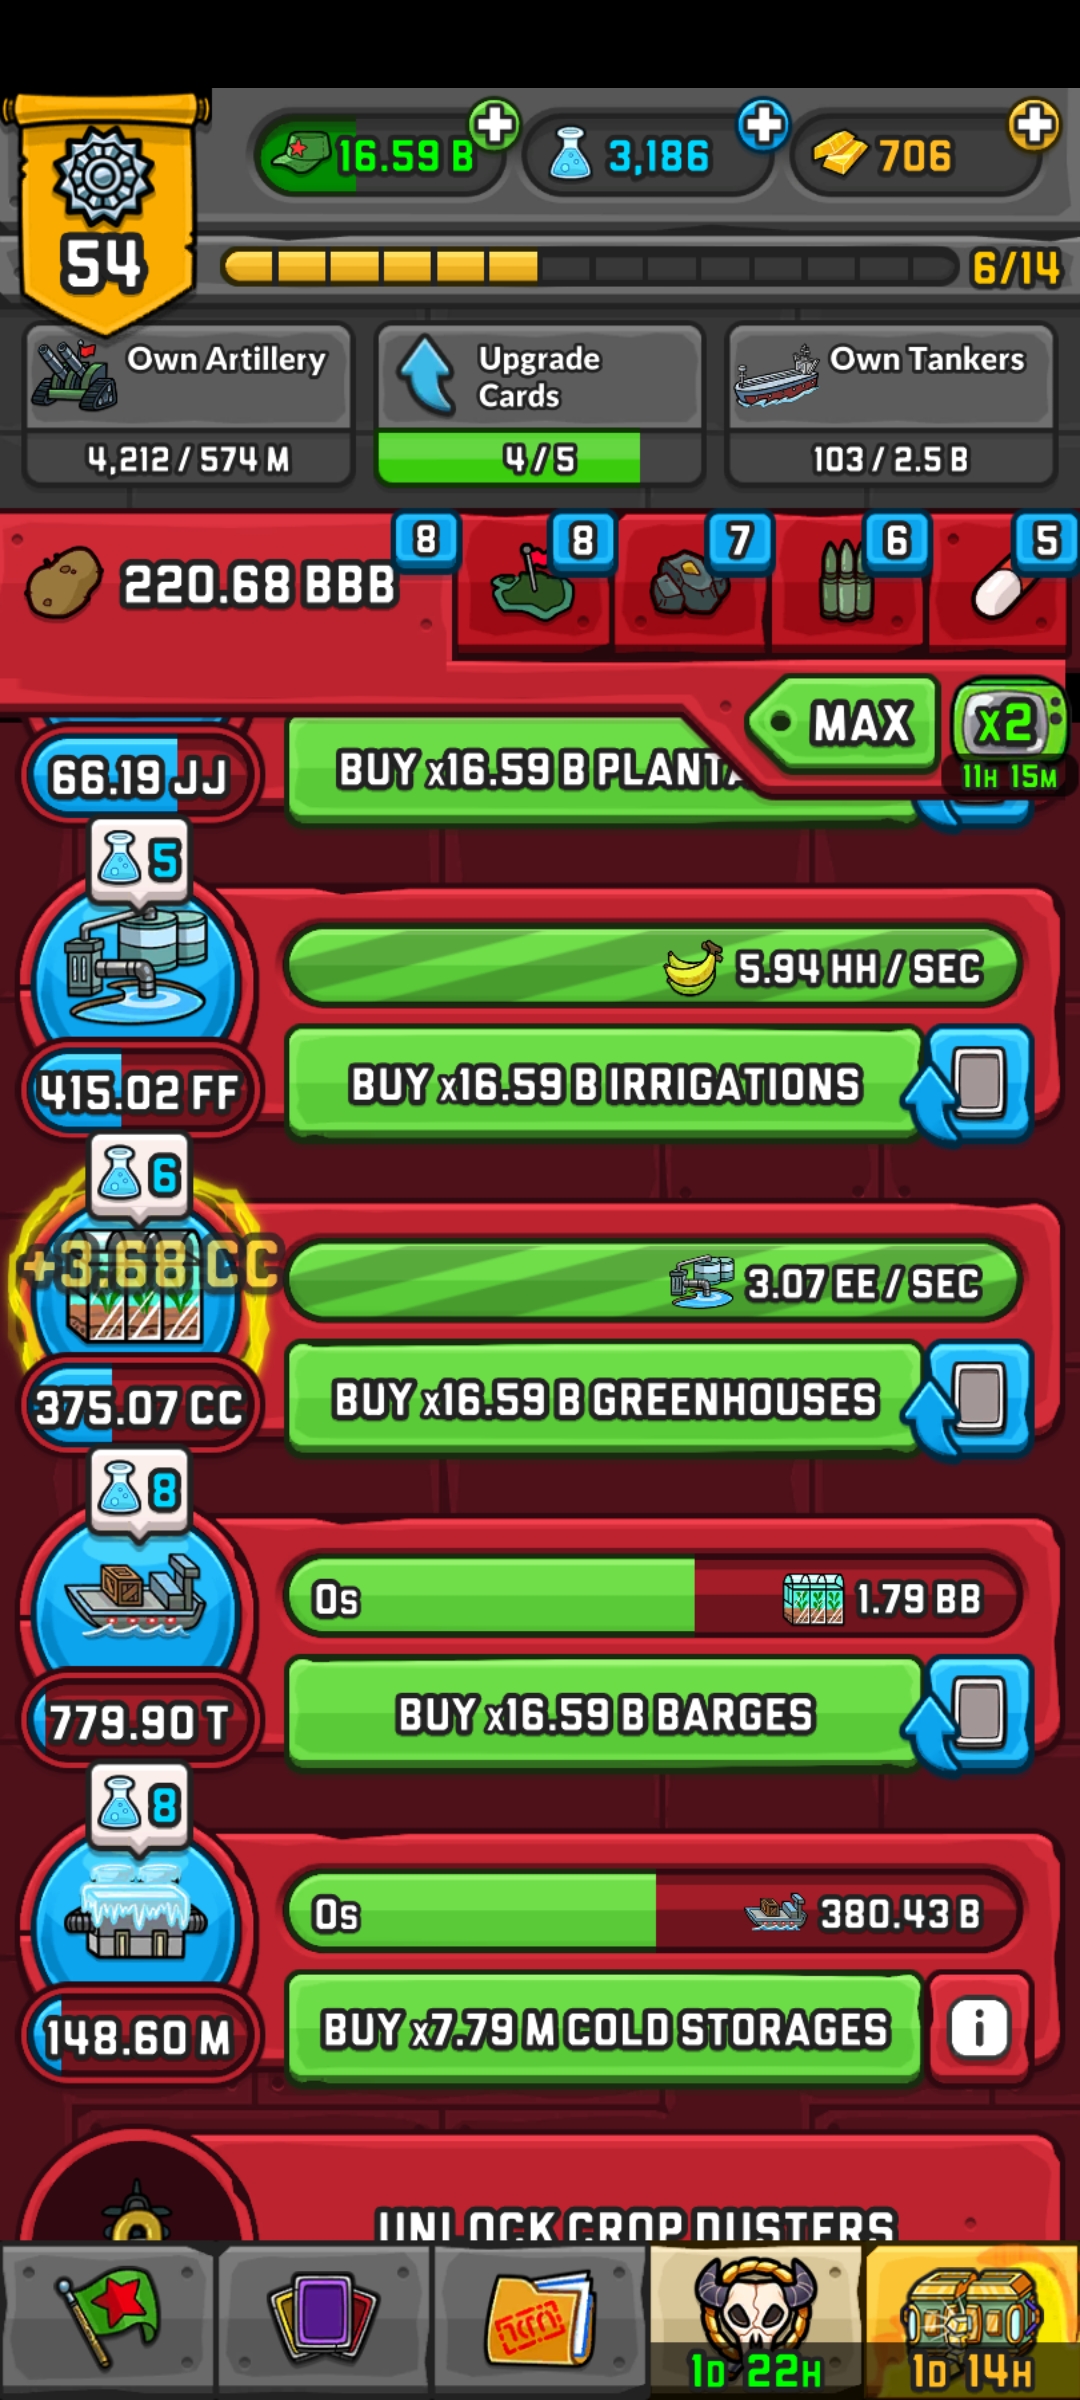 16.59 B
3,186
706
54
6/14
Own Artillery
4,212 / 574 M
Upgrade
Cards
4 / 5
Own Tankers
103 / 2.5 B
220.68 BBB
8
8
7
6
5
MAX
x2
11H 15M
66.19 JJ
BUY x16.59 B PLANTA
5
5.94 HH / SEC
415.02 FF
BUY x16.59 B IRRIGATIONS
6
+3.68 CC
3.07 EE / SEC
375.07 CC
BUY x16.59 B GREENHOUSES
8
0s
1.79 BB
779.90 T
BUY x16.59 B BARGES
8
0s
380.43 B
148.60 M
BUY x7.79 M COLD STORAGES
i
UNLOCK CROP DUSTERS
1D 22H
1D 14H